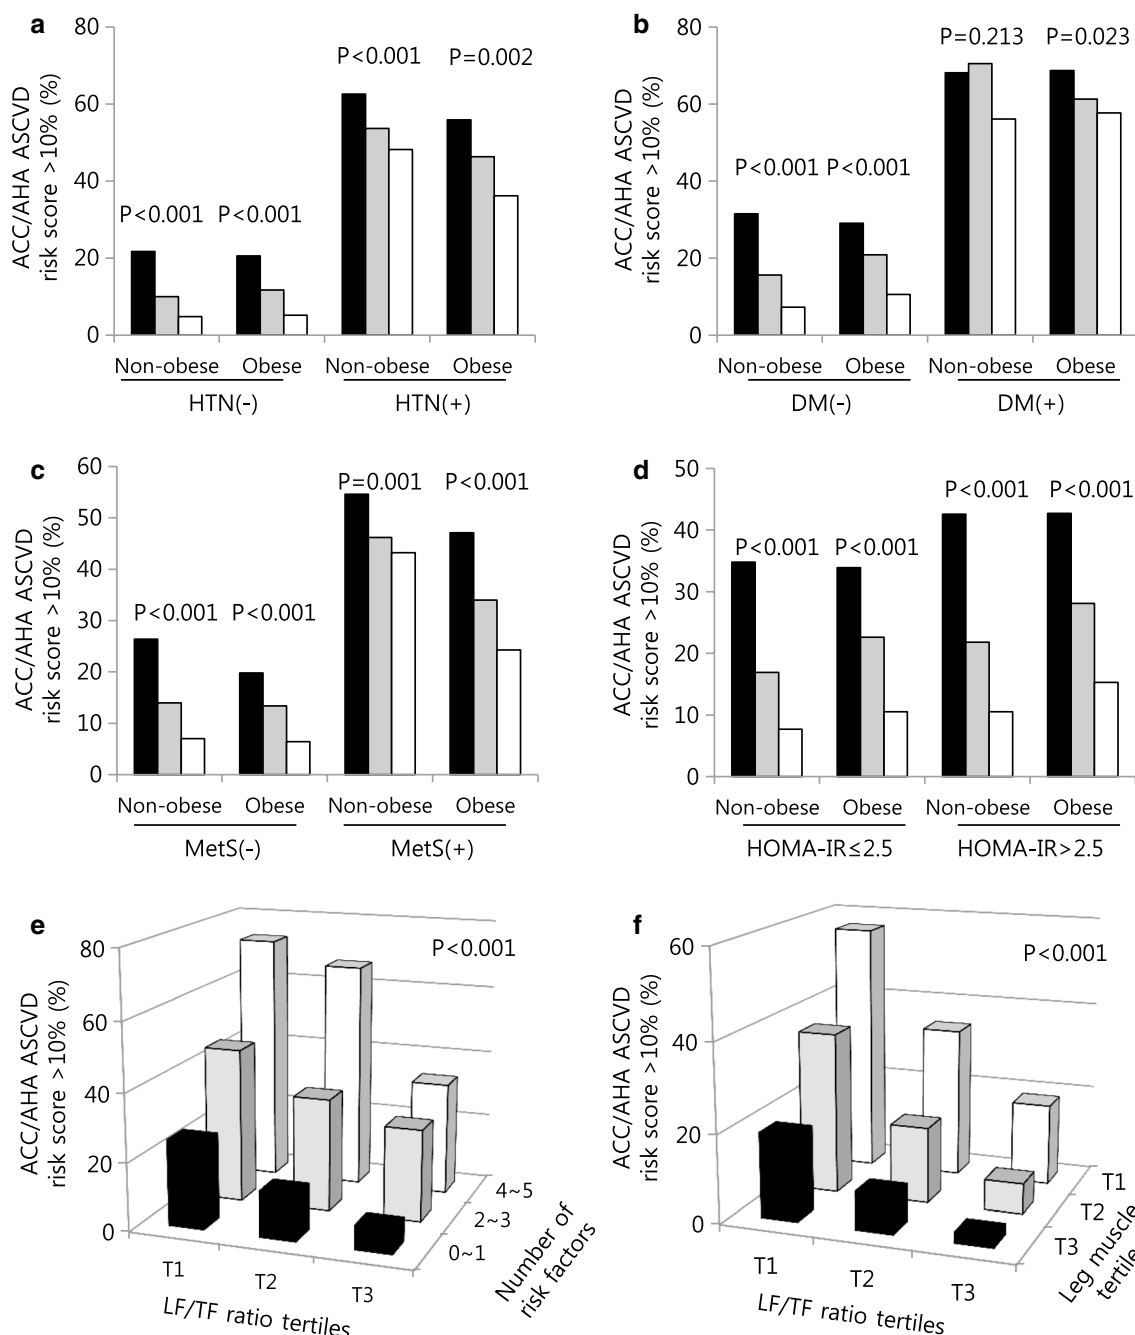 a
ACC/AHA ASCVD
risk score >10% (%)
80
60
40
20
0
P<0.001
P<0.001
P<0.001
P=0.002
Non-obese Obese Non-obese Obese
HTN(-) HTN(+)
b
ACC/AHA ASCVD
risk score >10% (%)
80
60
40
20
0
P<0.001
P<0.001
P=0.213
P=0.023
Non-obese Obese Non-obese Obese
DM(-) DM(+)
c
ACC/AHA ASCVD
risk score >10% (%)
60
50
40
30
20
10
0
P<0.001
P<0.001
P=0.001
P<0.001
Non-obese Obese Non-obese Obese
MetS(-) MetS(+)
d
ACC/AHA ASCVD
risk score >10% (%)
50
40
30
20
10
0
P<0.001
P<0.001
P<0.001
P<0.001
Non-obese Obese Non-obese Obese
HOMA-IR≤2.5 HOMA-IR>2.5
e
ACC/AHA ASCVD
risk score >10% (%)
80
60
40
20
0
P<0.001
4~5
2~3
0~1
Number of
risk factors
T1
T2
T3
LF/TF ratio tertiles
f
ACC/AHA ASCVD
risk score >10% (%)
60
40
20
0
P<0.001
T1
T2
T3
Leg muscle
tertile
T1
T2
T3
LF/TF ratio tertiles